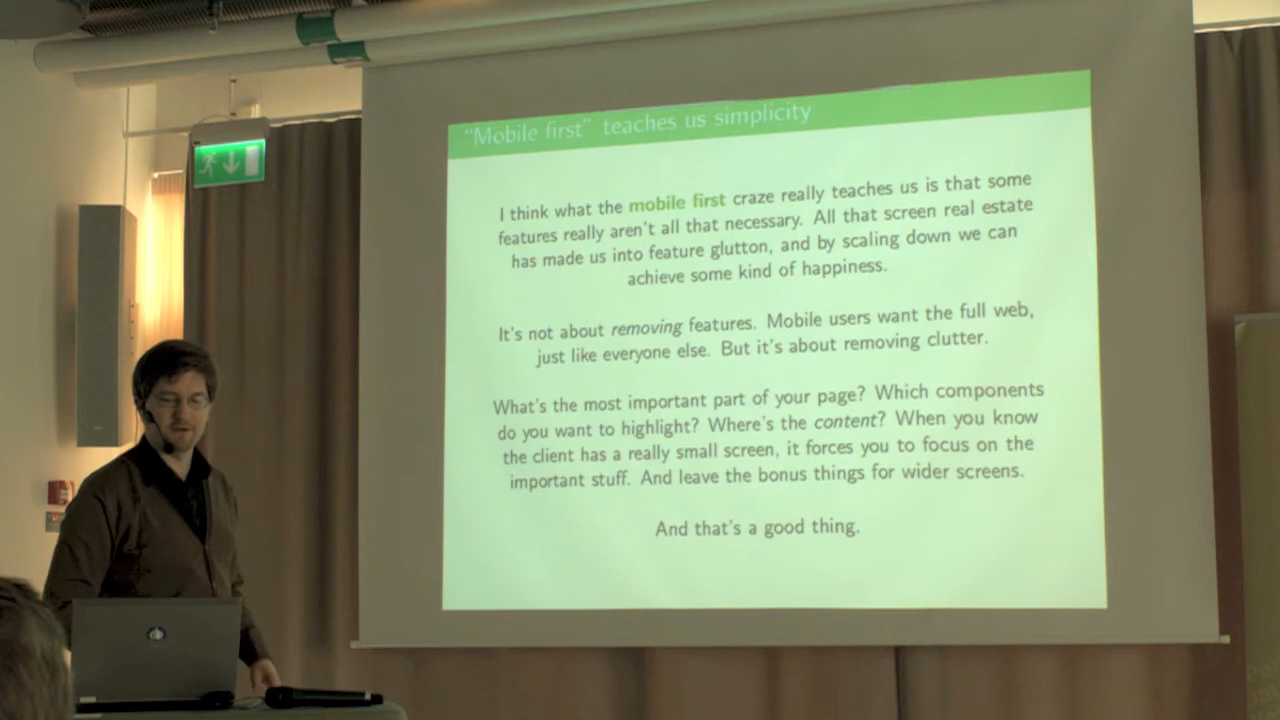 “Mobile first” teaches us simplicity
I think what the mobile first craze really teaches us is that some
features really aren't all that necessary. All that screen real estate
has made us into feature glutton, and by scaling down we can
achieve some kind of happiness.
It's not about removing features. Mobile users want the full web,
just like everyone else. But it's about removing clutter.
What's the most important part of your page? Which components
do you want to highlight? Where's the content? When you know
the client has a really small screen, it forces you to focus on the
important stuff. And leave the bonus things for wider screens.
And that's a good thing.